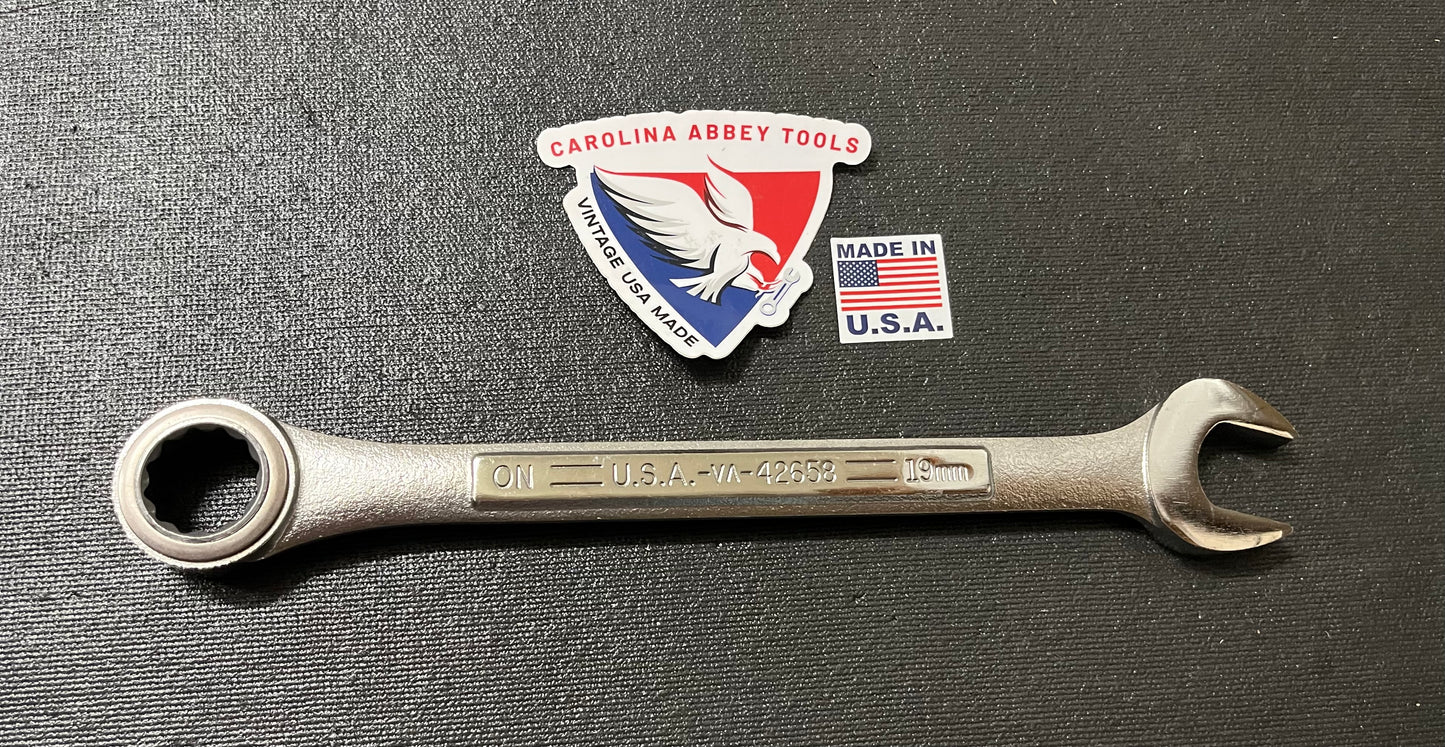 CAROLINA ABBEY TOOLS
VINTAGE USA MADE
MADE IN
U.S.A.
ON U.S.A.-VA-42658 19mm